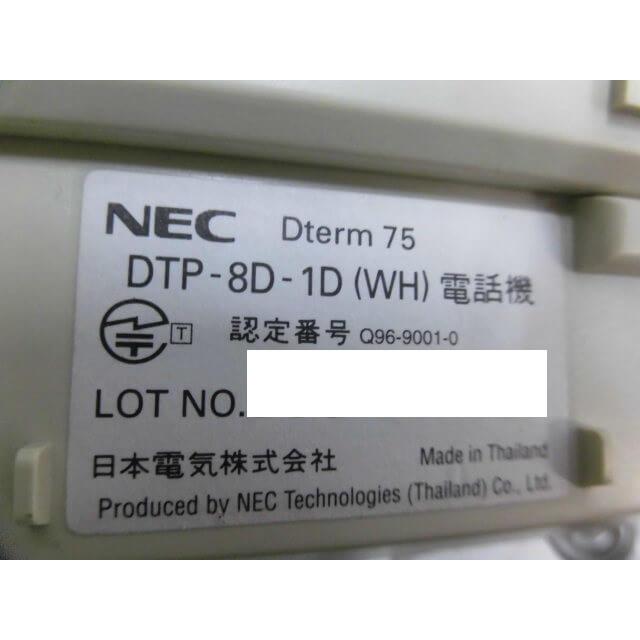 NEC Dterm 75
DTP-8D-1D (WH) 電話機
T 認定番号 Q96-9001-0
LOT NO.
日本電気株式会社 Made in Thailand
Produced by NEC Technologies (Thailand) Co., Ltd.